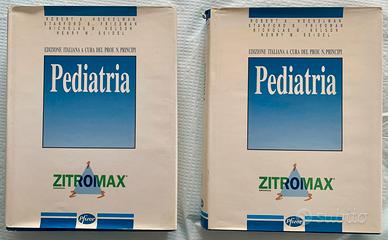 ROBERT A. HOEKELMAN
STANFORD B. FRIEDMAN
NICHOLAS M. NELSON
HENRY M. SEIDEL
EDIZIONE ITALIANA A CURA DEL PROF. N. PRINCIPI
Pediatria
ZITROMAX
Pfizer
ROBERT A. HOEKELMAN
STANFORD B. FRIEDMAN
NICHOLAS M. NELSON
HENRY M. SEIDEL
EDIZIONE ITALIANA A CURA DEL PROF. N. PRINCIPI
Pediatria
ZITROMAX
Pfizer
subito